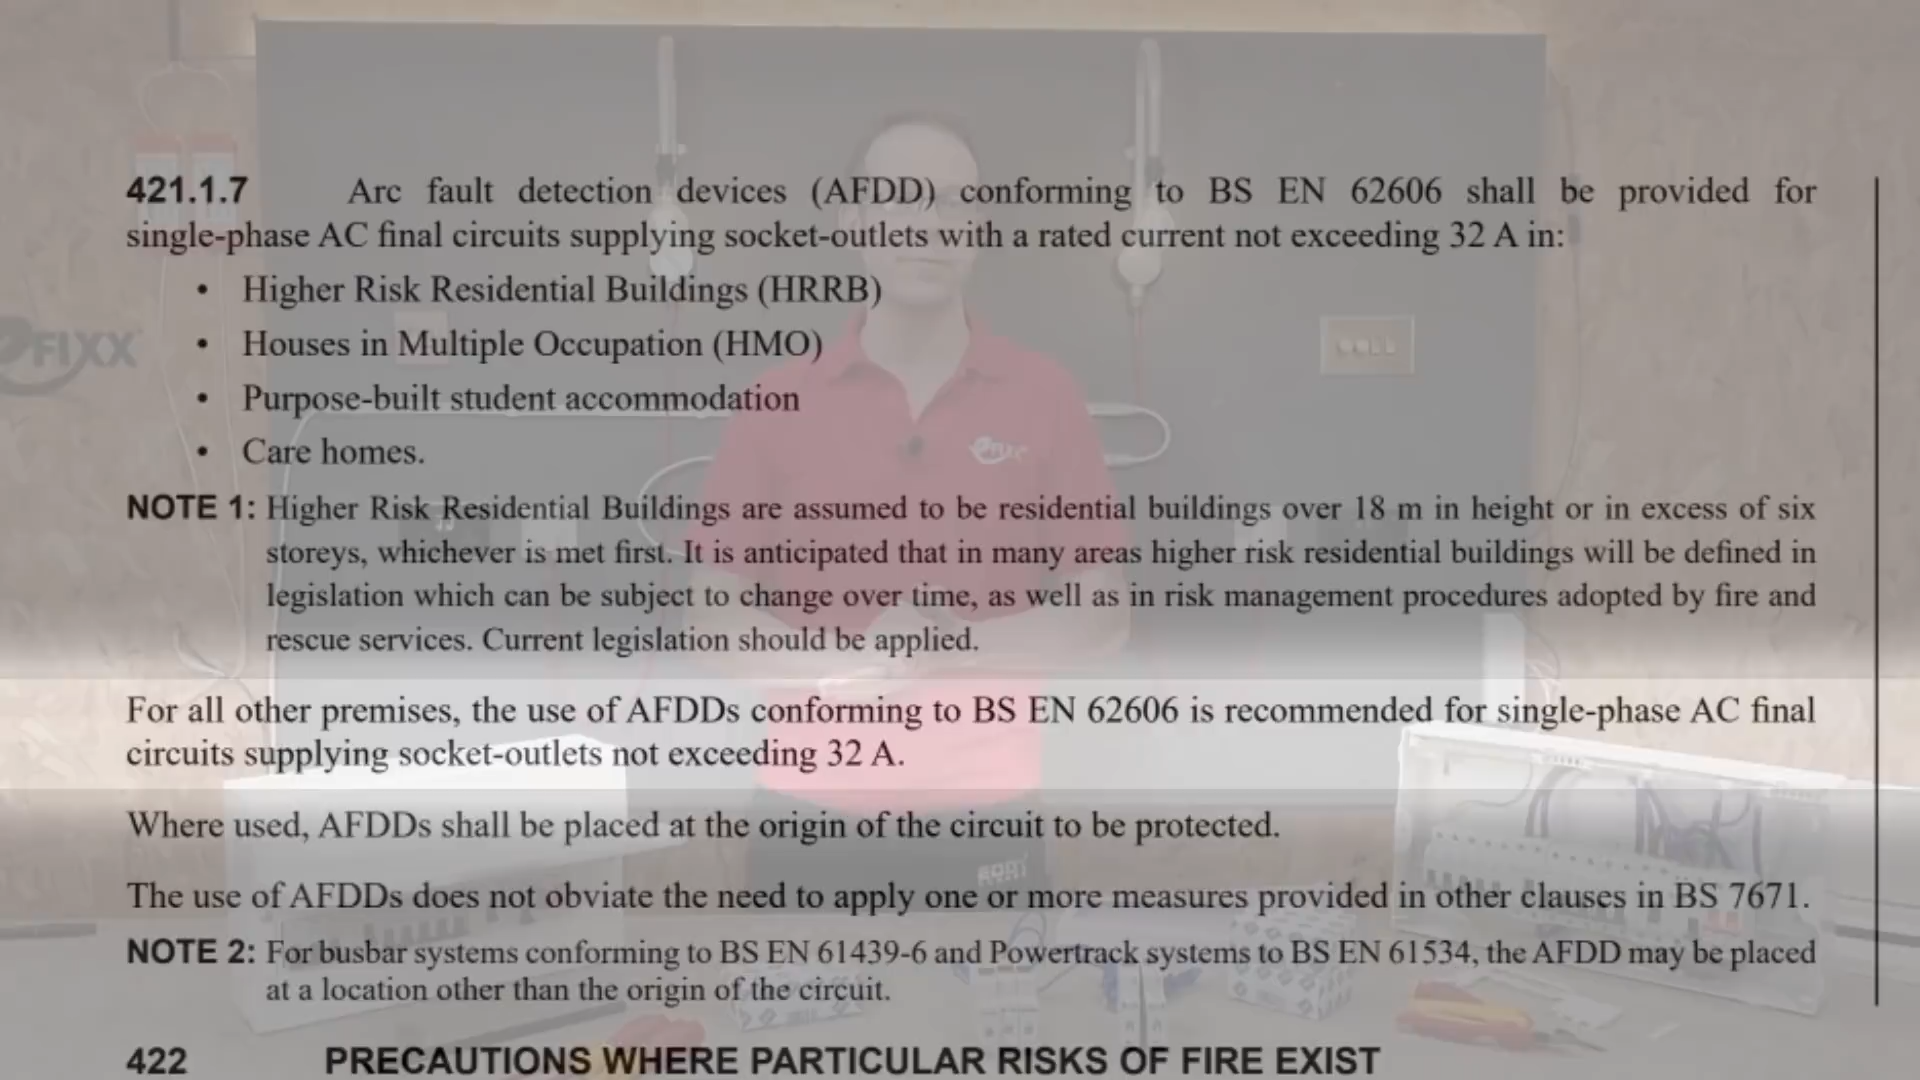 421.1.7 Arc fault detection devices (AFDD) conforming to BS EN 62606 shall be provided for
single-phase AC final circuits supplying socket-outlets with a rated current not exceeding 32 A in:
• Higher Risk Residential Buildings (HRRB)
• Houses in Multiple Occupation (HMO)
eFIXX
• Purpose-built student accommodation
• Care homes.
eFIXX
NOTE 1: Higher Risk Residential Buildings are assumed to be residential buildings over 18 m in height or in excess of six
storeys, whichever is met first. It is anticipated that in many areas higher risk residential buildings will be defined in
legislation which can be subject to change over time, as well as in risk management procedures adopted by fire and
rescue services. Current legislation should be applied.
For all other premises, the use of AFDDs conforming to BS EN 62606 is recommended for single-phase AC final
circuits supplying socket-outlets not exceeding 32 A.
Where used, AFDDs shall be placed at the origin of the circuit to be protected.
The use of AFDDs does not obviate the need to apply one or more measures provided in other clauses in BS 7671.
NOTE 2: For busbar systems conforming to BS EN 61439-6 and Powertrack systems to BS EN 61534, the AFDD may be placed
at a location other than the origin of the circuit.
422 PRECAUTIONS WHERE PARTICULAR RISKS OF FIRE EXIST